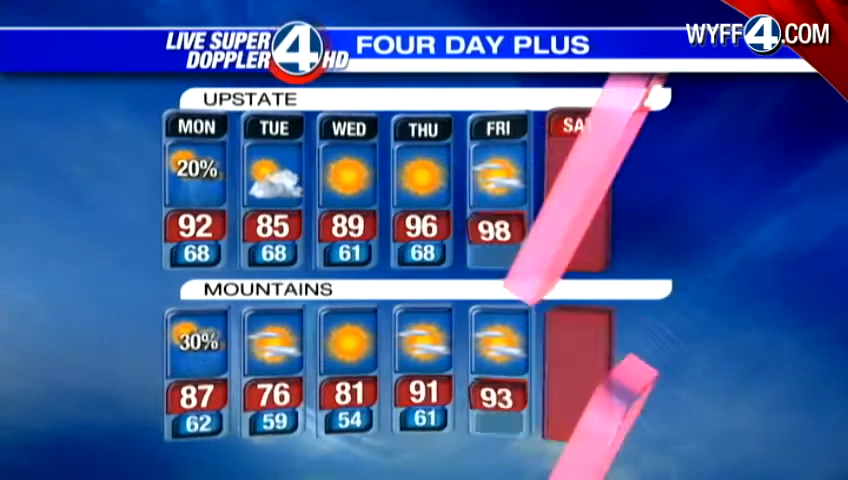 LIVE SUPER DOPPLER 4 HD FOUR DAY PLUS
WYFF4.COM
UPSTATE
MON TUE WED THU FRI SAT
20%
92 85 89 96 98
68 68 61 68
MOUNTAINS
30%
87 76 81 91 93
62 59 54 61